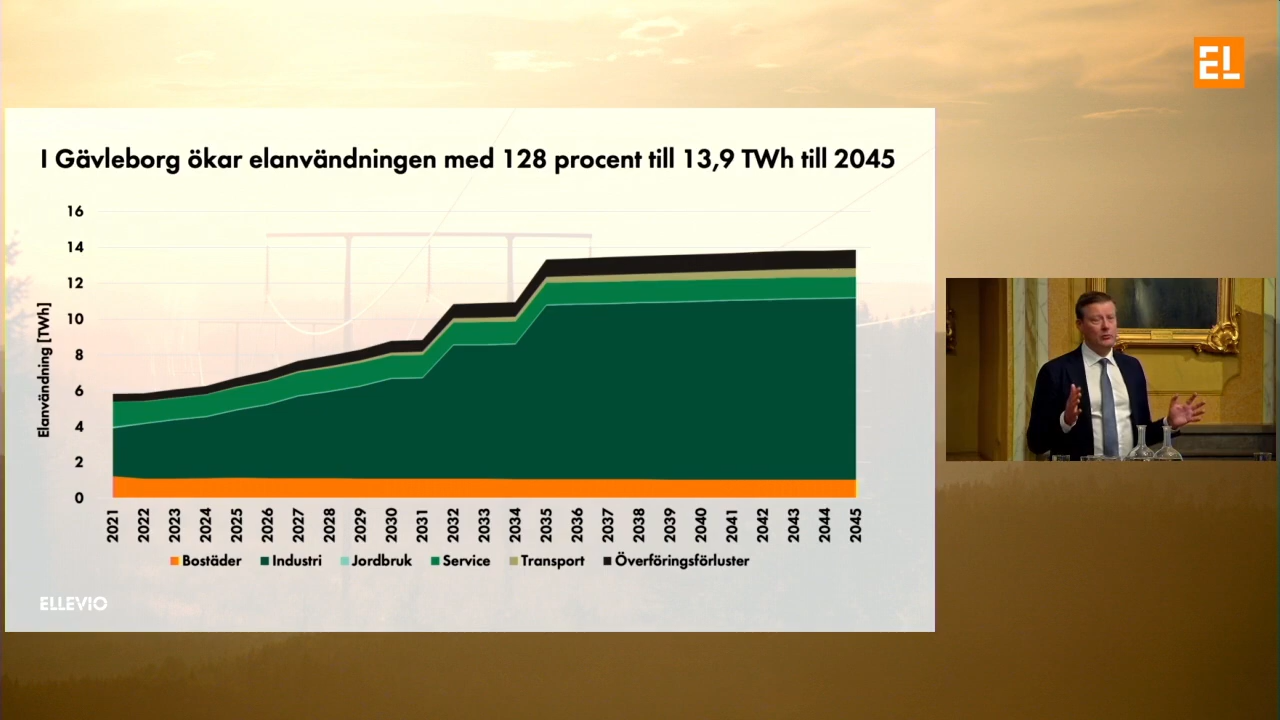 EL
I Gävleborg ökar elanvändningen med 128 procent till 13,9 TWh till 2045
Elanvändning [TWh]
16
14
12
10
8
6
4
2
0
2021 2022 2023 2024 2025 2026 2027 2028 2029 2030 2031 2032 2033 2034 2035 2036 2037 2038 2039 2040 2041 2042 2043 2044 2045
Bostäder Industri Jordbruk Service Transport Överföringsförluster
ELLEVIO